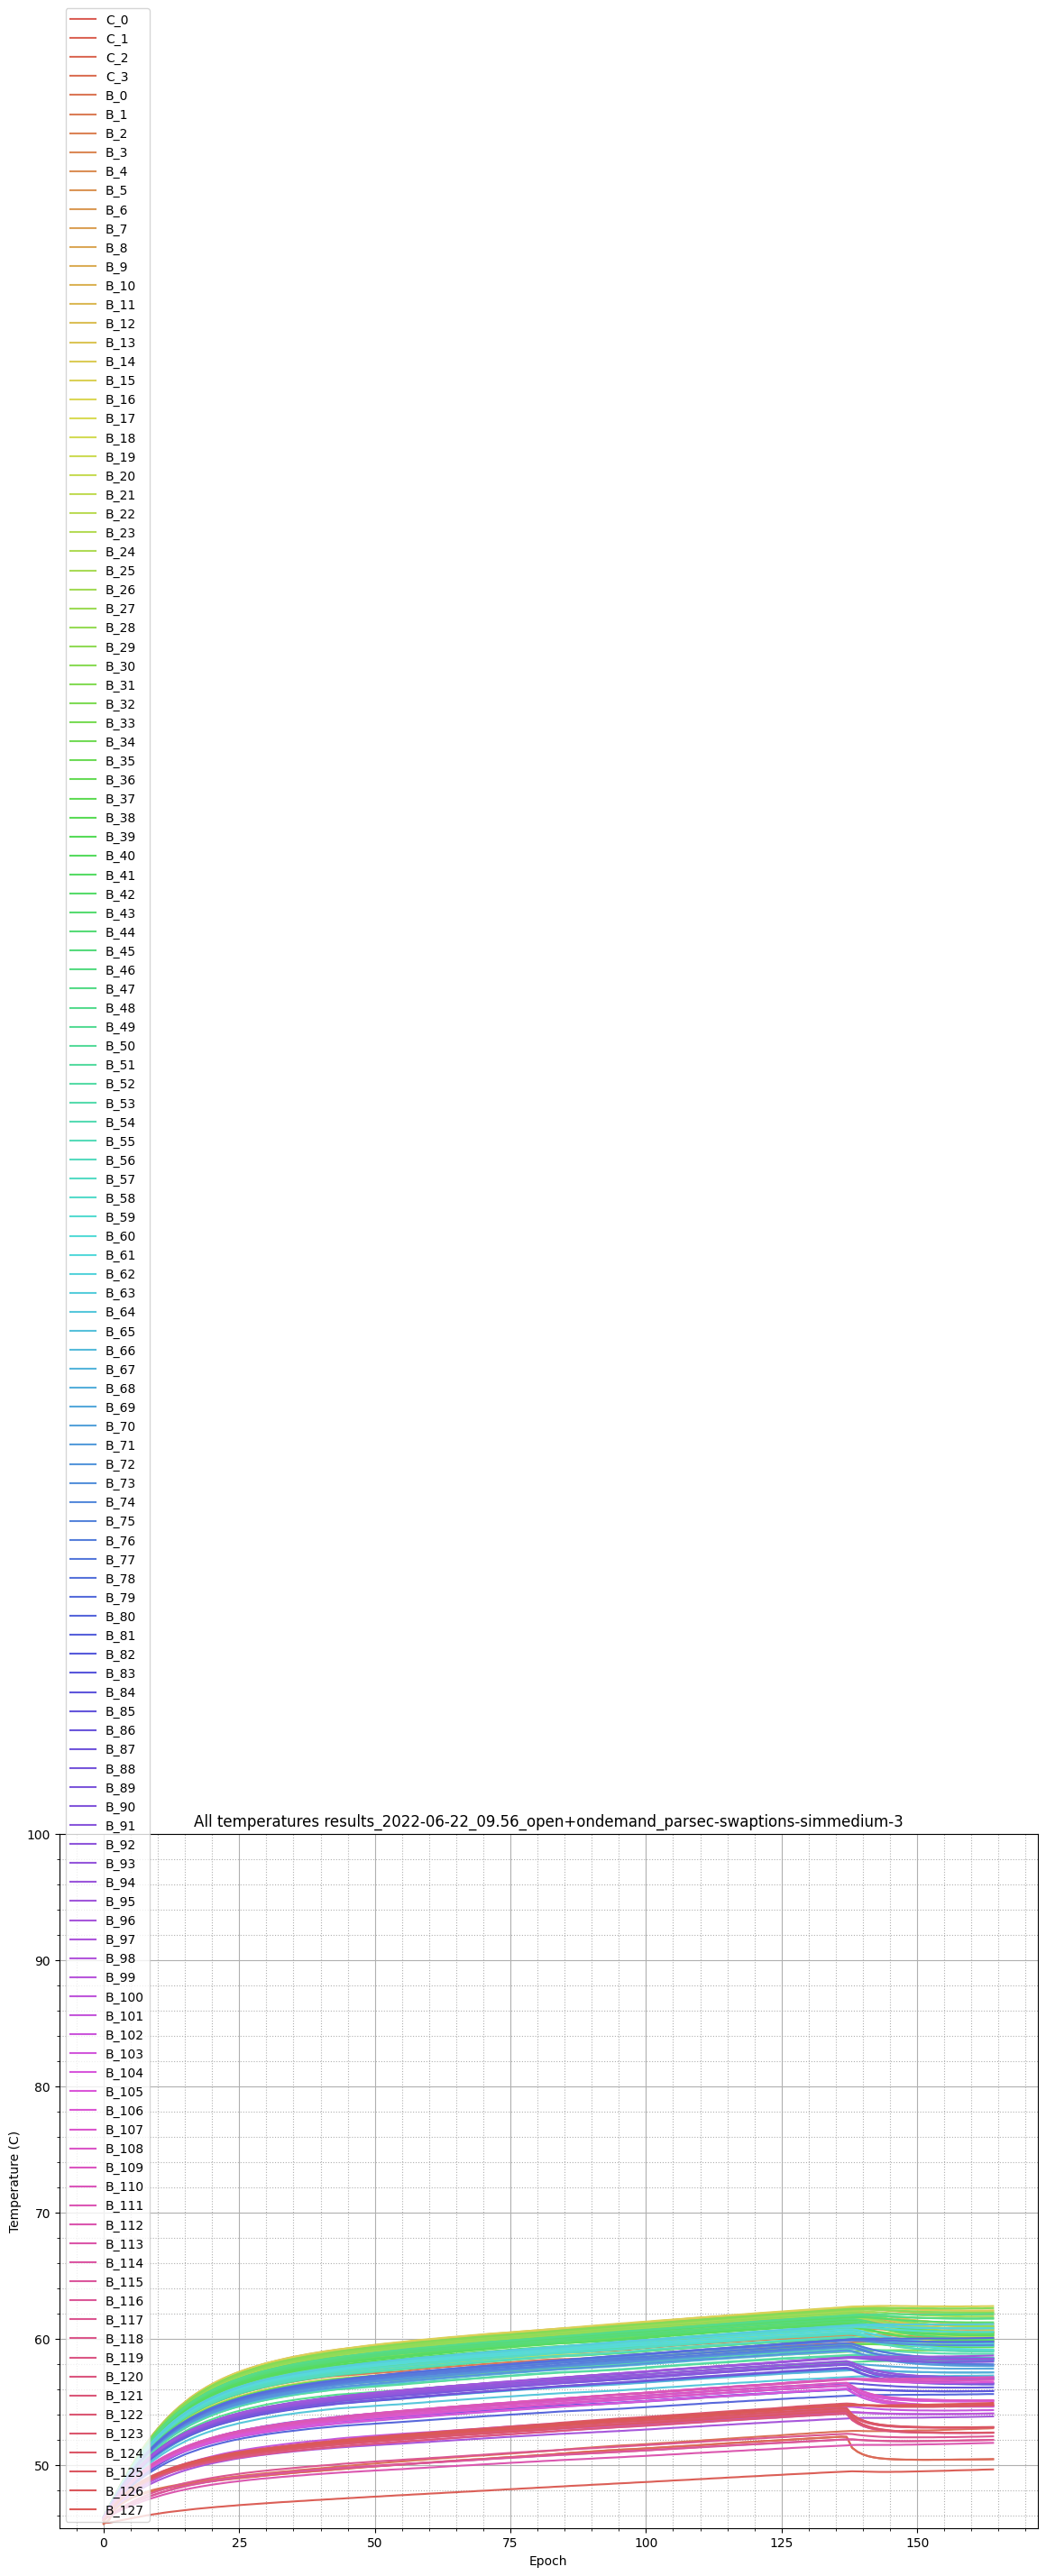 C_0
C_1
C_2
C_3
B_0
B_1
B_2
B_3
B_4
B_5
B_6
B_7
B_8
B_9
B_10
B_11
B_12
B_13
B_14
B_15
B_16
B_17
B_18
B_19
B_20
B_21
B_22
B_23
B_24
B_25
B_26
B_27
B_28
B_29
B_30
B_31
B_32
B_33
B_34
B_35
B_36
B_37
B_38
B_39
B_40
B_41
B_42
B_43
B_44
B_45
B_46
B_47
B_48
B_49
B_50
B_51
B_52
B_53
B_54
B_55
B_56
B_57
B_58
B_59
B_60
B_61
B_62
B_63
B_64
B_65
B_66
B_67
B_68
B_69
B_70
B_71
B_72
B_73
B_74
B_75
B_76
B_77
B_78
B_79
B_80
B_81
B_82
B_83
B_84
B_85
B_86
B_87
B_88
B_89
B_90
B_91
B_92
B_93
B_94
B_95
B_96
B_97
B_98
B_99
B_100
B_101
B_102
B_103
B_104
B_105
B_106
B_107
B_108
B_109
B_110
B_111
B_112
B_113
B_114
B_115
B_116
B_117
B_118
B_119
B_120
B_121
B_122
B_123
B_124
B_125
B_126
B_127
All temperatures results_2022-06-22_09.56_open+ondemand_parsec-swaptions-simmedium-3
100
90
80
70
60
50
Temperature (C)
0 25 50 75 100 125 150
Epoch